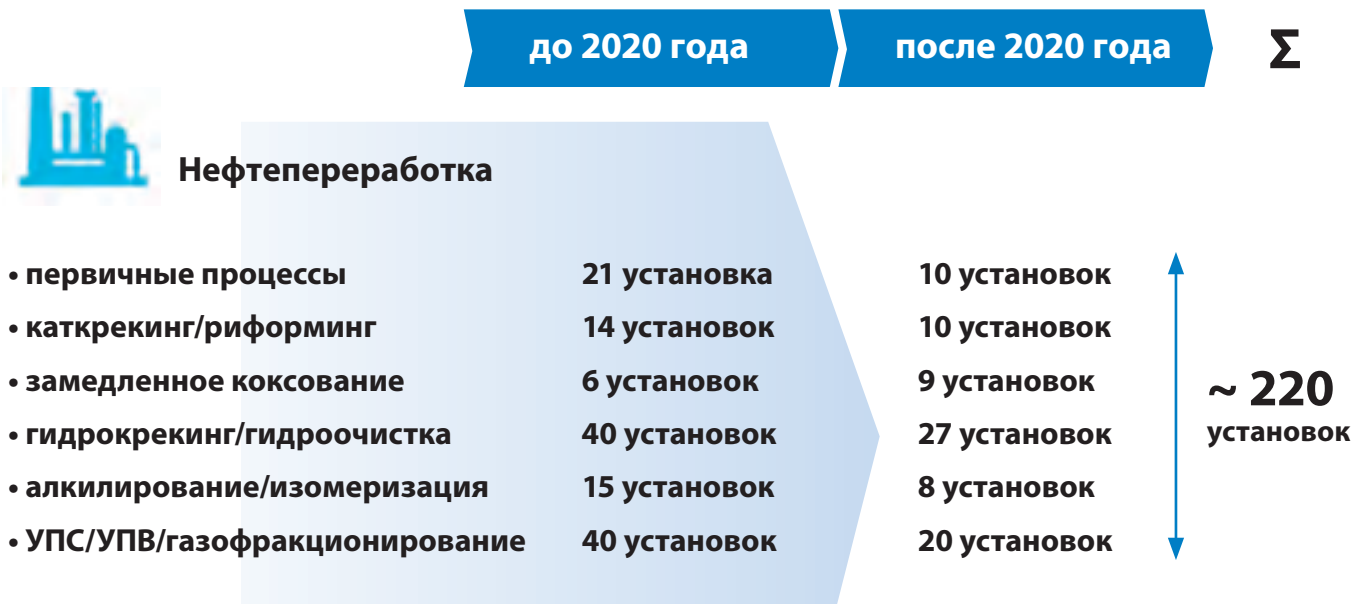 до 2020 года после 2020 года Σ
Нефтепереработка
• первичные процессы 21 установка 10 установок
• каткрекинг/риформинг 14 установок 10 установок
• замедленное коксование 6 установок 9 установок
~ 220
• гидрокрекинг/гидроочистка 40 установок 27 установок установок
• алкилирование/изомеризация 15 установок 8 установок
• УПС/УПВ/газофракционирование 40 установок 20 установок